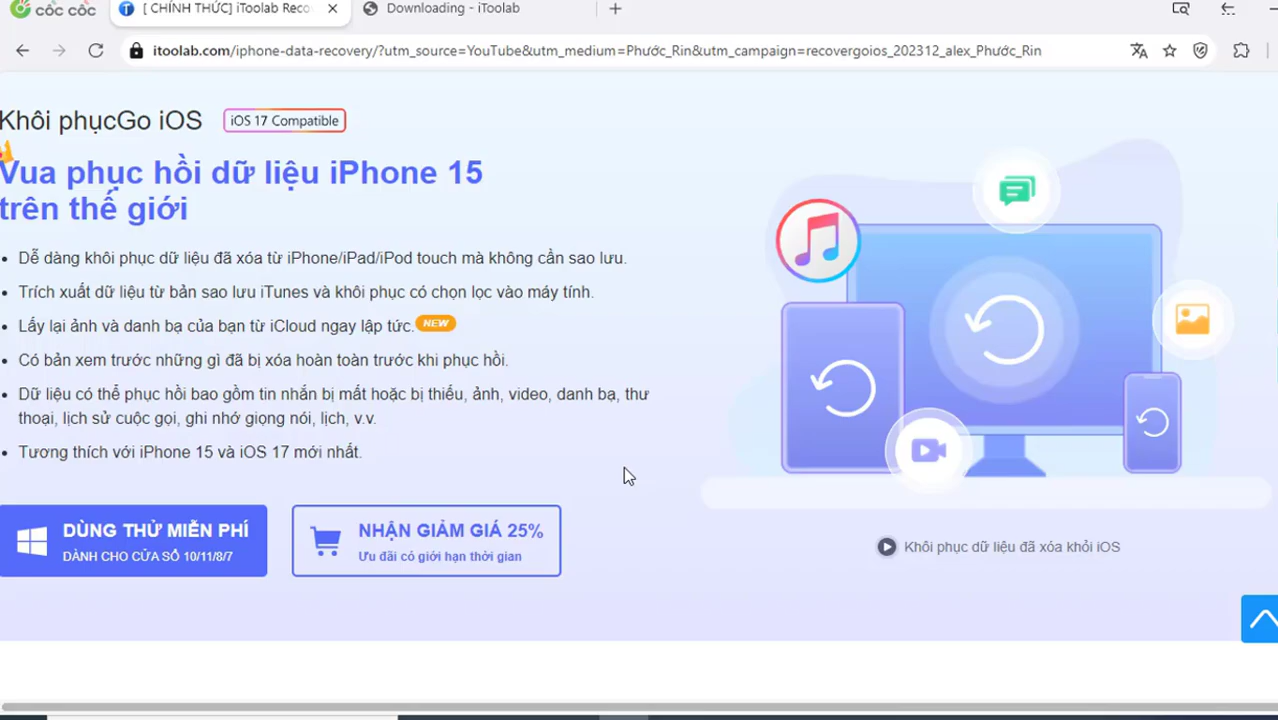 cốc cốc
[ CHÍNH THỨC] iToolab Reco
Downloading - iToolab
itoolab.com/iphone-data-recovery/?utm_source=YouTube&utm_medium=Phước_Rin&utm_campaign=recovergoios_202312_alex_Phước_Rin
Khôi phụcGo iOS
iOS 17 Compatible
Vua phục hồi dữ liệu iPhone 15
trên thế giới
Dễ dàng khôi phục dữ liệu đã xóa từ iPhone/iPad/iPod touch mà không cần sao lưu.
Trích xuất dữ liệu từ bản sao lưu iTunes và khôi phục có chọn lọc vào máy tính.
Lấy lại ảnh và danh bạ của bạn từ iCloud ngay lập tức. NEW
Có bản xem trước những gì đã bị xóa hoàn toàn trước khi phục hồi.
Dữ liệu có thể phục hồi bao gồm tin nhắn bị mất hoặc bị thiếu, ảnh, video, danh bạ, thư
thoại, lịch sử cuộc gọi, ghi nhớ giọng nói, lịch, v.v.
Tương thích với iPhone 15 và iOS 17 mới nhất.
DÙNG THỬ MIỄN PHÍ
DÀNH CHO CỬA SỔ 10/11/8/7
NHẬN GIẢM GIÁ 25%
Ưu đãi có giới hạn thời gian
Khôi phục dữ liệu đã xóa khỏi iOS